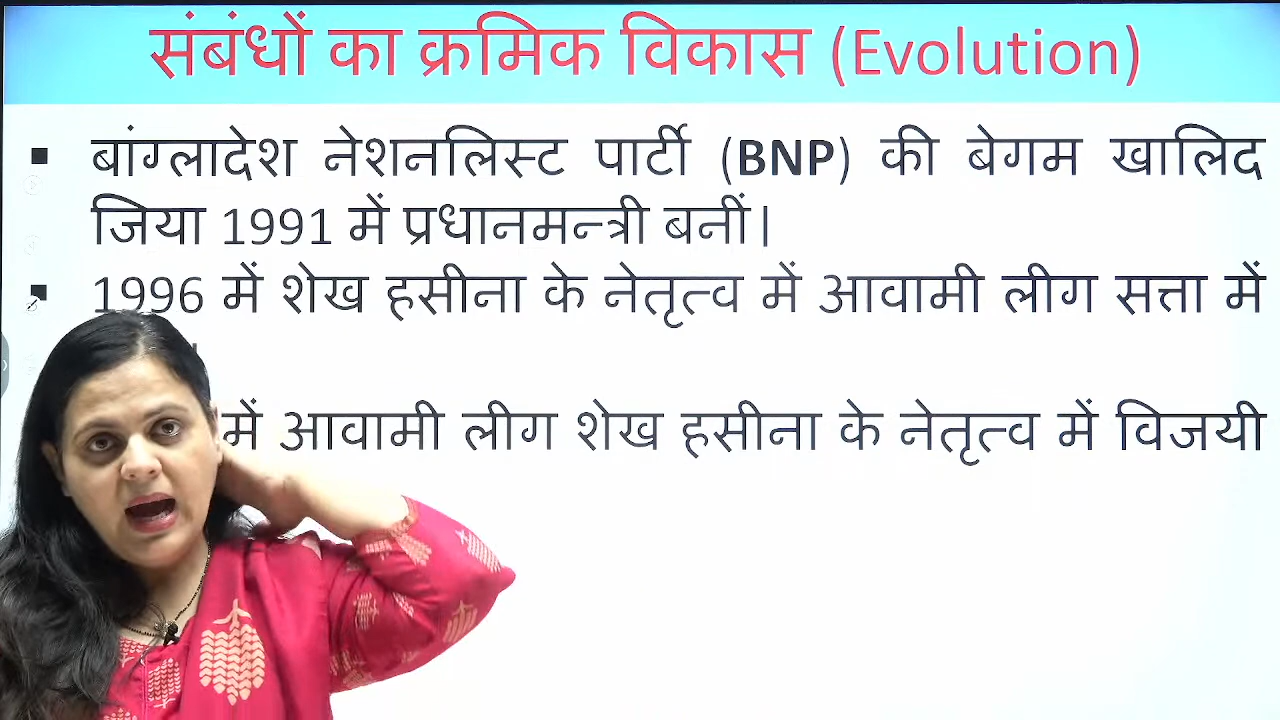 संबंधों का क्रमिक विकास (Evolution)
▪ बांग्लादेश नेशनलिस्ट पार्टी (BNP) की बेगम खालिद
जिया 1991 में प्रधानमन्त्री बनीं।
▪ 1996 में शेख हसीना के नेतृत्व में आवामी लीग सत्ता में
में आवामी लीग शेख हसीना के नेतृत्व में विजयी